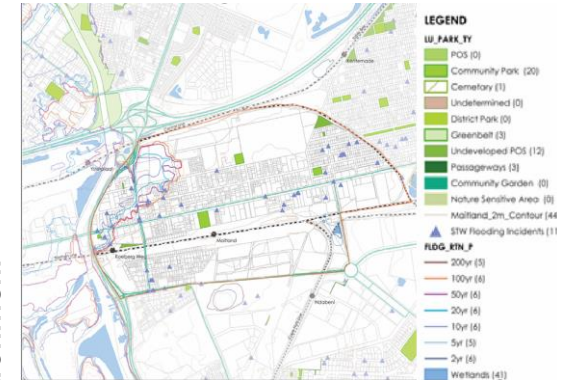 LEGEND
LU_PARK_TY
POS (0)
Community Park (20)
Cemetary (1)
Undetermined (0)
District Park (0)
Greenbelt (3)
Undeveloped POS (12)
Passageways (3)
Community Garden (0)
Nature Sensitive Area (0)
Maitland_2m_Contour (44
STW Flooding Incidents (11
FLDG_RTN_P
200yr (5)
100yr (6)
50yr (6)
20yr (6)
10yr (6)
5yr (5)
2yr (6)
Wetlands (41)
Maitland
Ndabeni